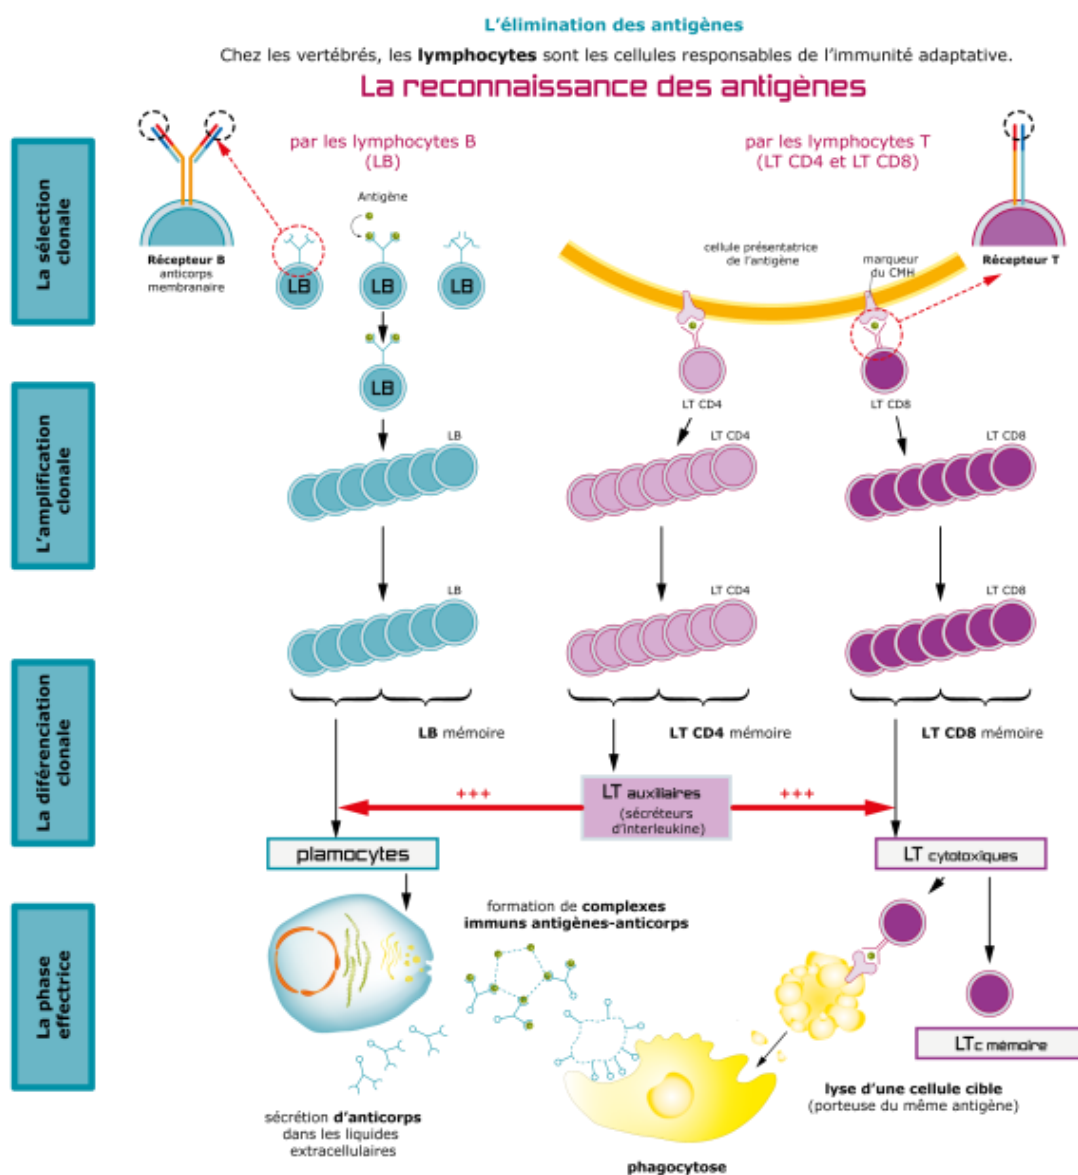 L'élimination des antigènes
Chez les vertébrés, les lymphocytes sont les cellules responsables de l'immunité adaptative.
La reconnaissance des antigènes
La sélection
clonale
par les lymphocytes B
(LB)
par les lymphocytes T
(LT CD4 et LT CD8)
Antigène
Récepteur B
anticorps
membranaire
LB
LB
LB
cellule présentatrice
de l'antigène
marqueur
du CMH
Récepteur T
LB
LT CD4
LT CD8
L'amplification
clonale
LB
LT CD4
LT CD8
LB
LT CD4
LT CD8
La diférenciation
clonale
LB mémoire
LT CD4 mémoire
LT CD8 mémoire
+++
LT auxiliaires
(sécréteurs
d'interleukine)
+++
plamocytes
LT cytotoxiques
La phase
effectrice
formation de complexes
immuns antigènes-anticorps
LTc mémoire
lyse d'une cellule cible
(porteuse du même antigène)
sécrétion d'anticorps
dans les liquides
extracellulaires
phagocytose